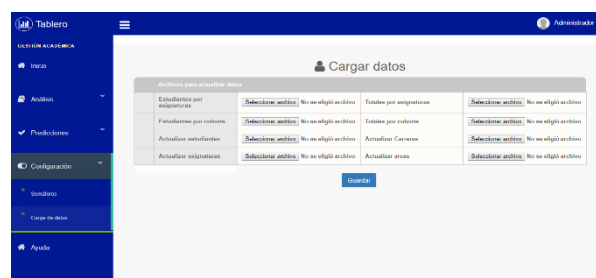 Tablero
Administrador
GESTIÓN ACADÉMICA
Inicio
Cargar datos
Archivos para actualizar datos
Análisis
Estudiantes por asignaturas
Seleccionar archivo No se eligió archivo
Totales por asignaturas
Seleccionar archivo No se eligió archivo
Estudiantes por cohorte
Seleccionar archivo No se eligió archivo
Totales por cohorte
Seleccionar archivo No se eligió archivo
Predicciones
Actualizar estudiantes
Seleccionar archivo No se eligió archivo
Actualizar Carreras
Seleccionar archivo No se eligió archivo
Actualizar asignaturas
Seleccionar archivo No se eligió archivo
Actualizar areas
Seleccionar archivo No se eligió archivo
Configuración
Guardar
Semáforos
Carga de datos
Ayuda